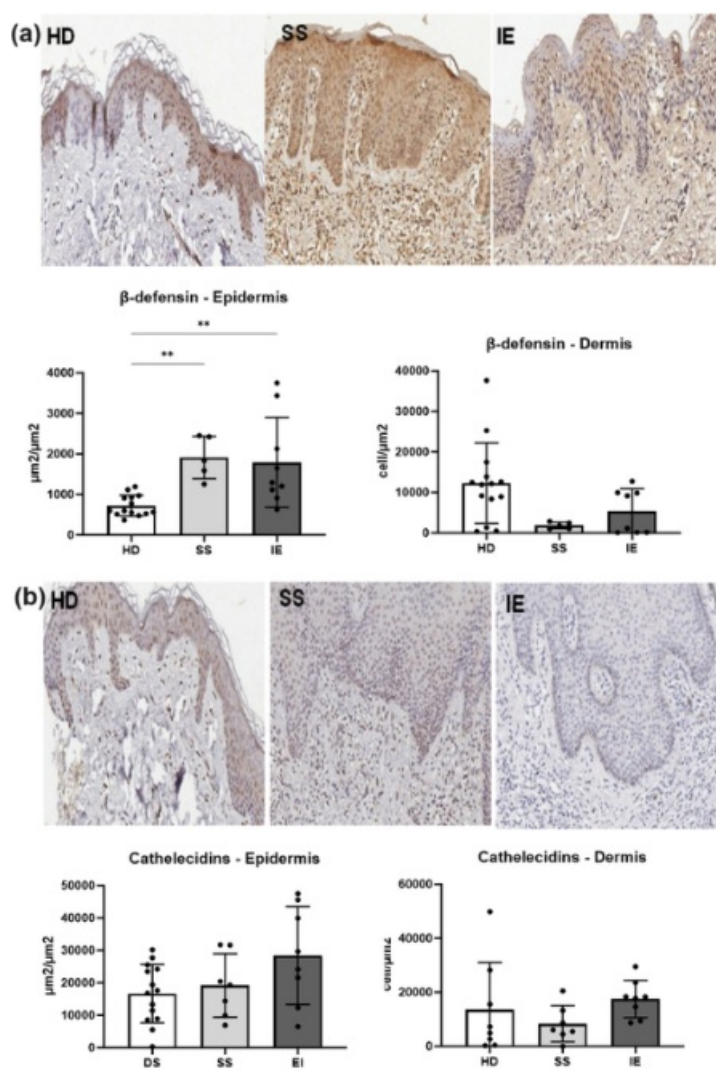 (a) HD SS IE
β-defensin - Epidermis
**
**
4000
3000
2000
1000
0
μm2/μm2
HD SS IE
β-defensin - Dermis
40000
30000
20000
10000
0
cell/μm2
HD SS IE
(b) HD SS IE
Cathelecidins - Epidermis
50000
40000
30000
20000
10000
0
μm2/μm2
DS SS EI
Cathelecidins - Dermis
60000
40000
20000
0
cell/μm2
HD SS IE